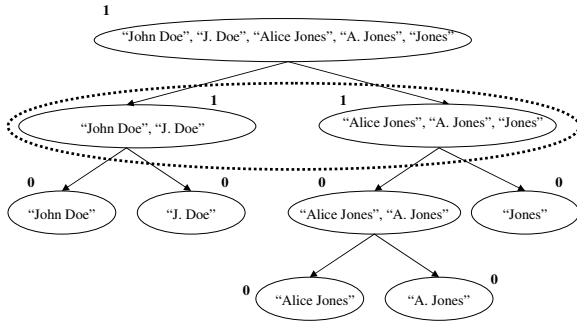 1
“John Doe”, “J. Doe”, “Alice Jones”, “A. Jones”, “Jones”
1
1
“John Doe”, “J. Doe”
“Alice Jones”, “A. Jones”, “Jones”
0
0
0
0
“John Doe”
“J. Doe”
“Alice Jones”, “A. Jones”
“Jones”
0
0
“Alice Jones”
“A. Jones”